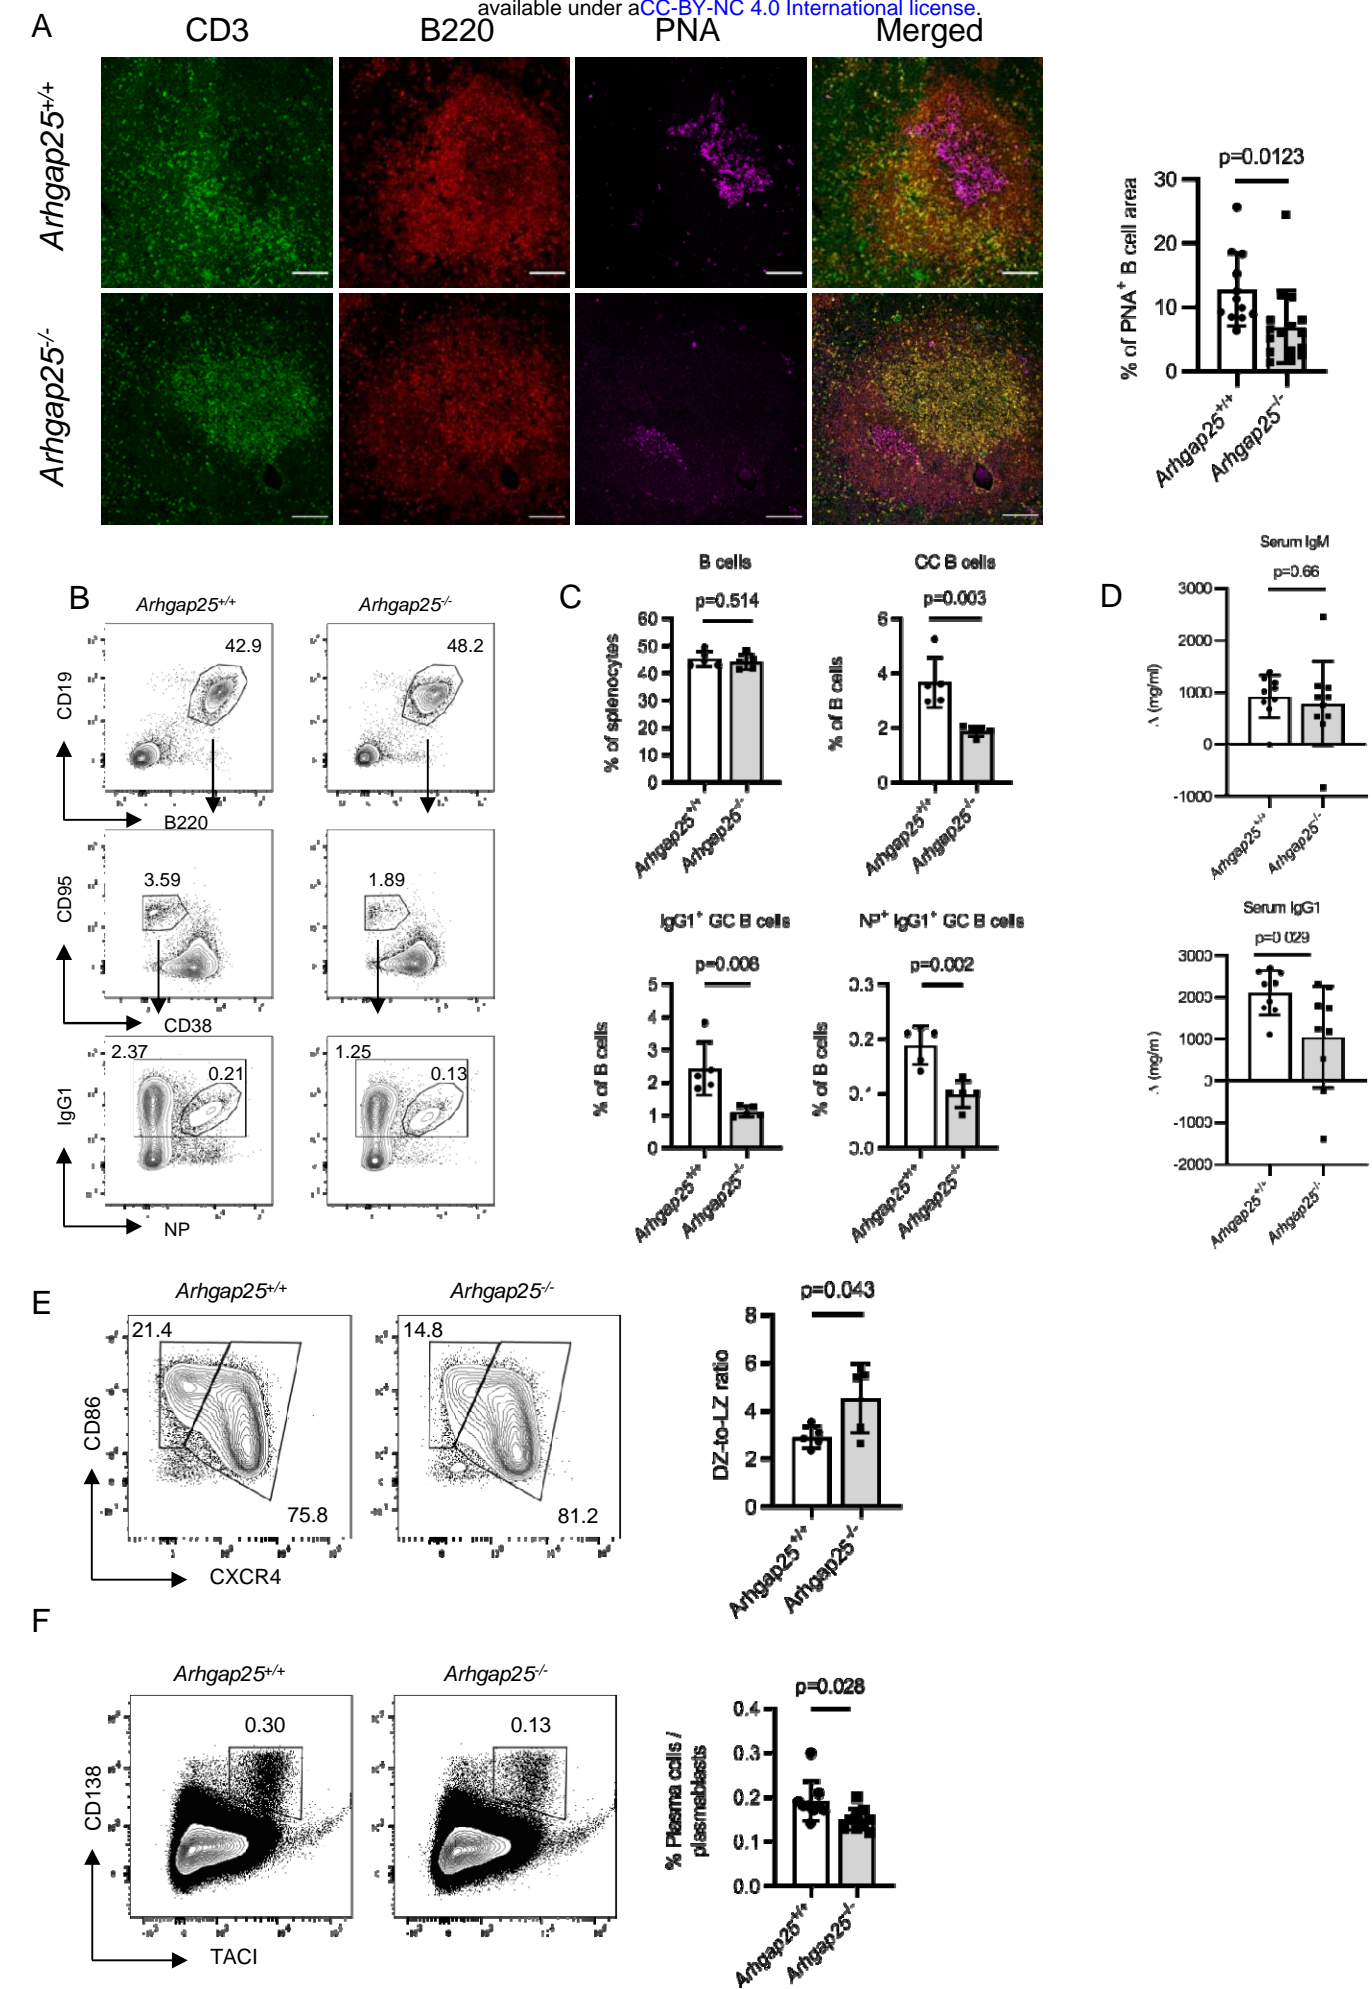 available under aCC-BY-NC 4.0 International license.
A
CD3
B220
PNA
Merged
Arhgap25+/+
Arhgap25-/-
p=0.0123
% of PNA+ B cell area
30
20
10
0
Arhgap25+/+
Arhgap25-/-
B
Arhgap25+/+
Arhgap25-/-
42.9
48.2
CD19
B220
3.59
1.89
CD95
CD38
2.37
0.21
1.25
0.13
IgG1
NP
C
B cells
p=0.514
% of splenocytes
60
50
40
30
20
10
0
Arhgap25+/+
Arhgap25-/-
GC B cells
p=0.003
% of B cells
6
4
2
0
Arhgap25+/+
Arhgap25-/-
IgG1+ GC B cells
p=0.008
% of B cells
5
4
3
2
1
0
Arhgap25+/+
Arhgap25-/-
NP+ IgG1+ GC B cells
p=0.002
% of B cells
0.3
0.2
0.1
0.0
Arhgap25+/+
Arhgap25-/-
D
Serum IgM
p=0.66
Δ (mg/ml)
3000
2000
1000
0
-1000
Arhgap25+/+
Arhgap25-/-
Serum IgG1
p=0.029
Δ (mg/ml)
3000
2000
1000
0
-1000
-2000
Arhgap25+/+
Arhgap25-/-
E
Arhgap25+/+
Arhgap25-/-
21.4
75.8
14.8
81.2
CD86
CXCR4
p=0.043
DZ-to-LZ ratio
8
6
4
2
0
Arhgap25+/+
Arhgap25-/-
F
Arhgap25+/+
Arhgap25-/-
0.30
0.13
CD138
TACI
p=0.028
% Plasma cells /
plasmablasts
0.4
0.3
0.2
0.1
0.0
Arhgap25+/+
Arhgap25-/-